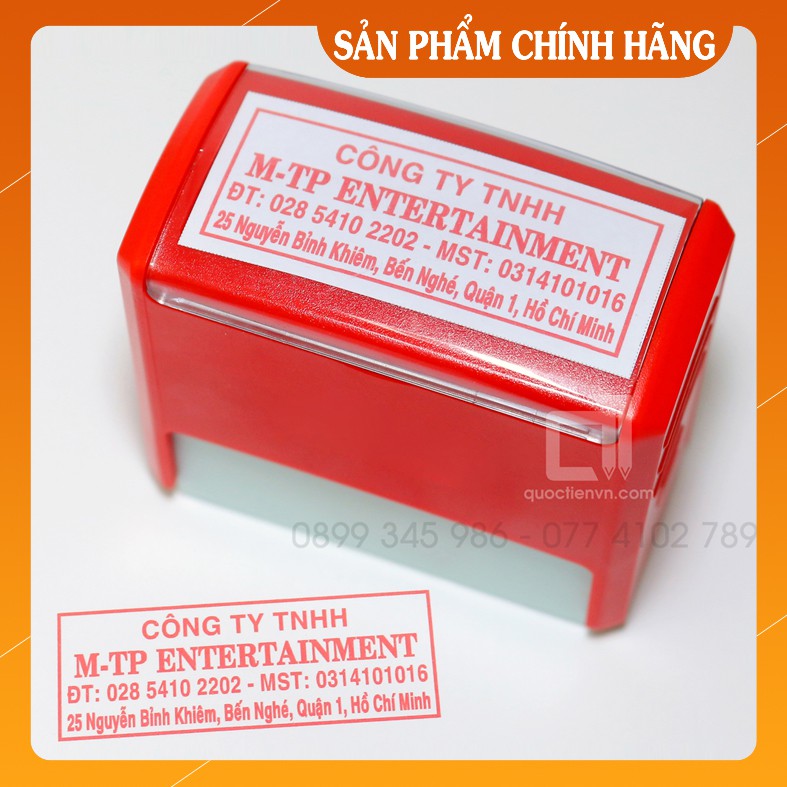 SẢN PHẨM CHÍNH HÃNG
CÔNG TY TNHH
M-TP ENTERTAINMENT
ĐT: 028 5410 2202 - MST: 0314101016
25 Nguyễn Bỉnh Khiêm, Bến Nghé, Quận 1, Hồ Chí Minh
quoctienvn.com
0899 345 986 - 077 4102 789
CÔNG TY TNHH
M-TP ENTERTAINMENT
ĐT: 028 5410 2202 - MST: 0314101016
25 Nguyễn Bỉnh Khiêm, Bến Nghé, Quận 1, Hồ Chí Minh